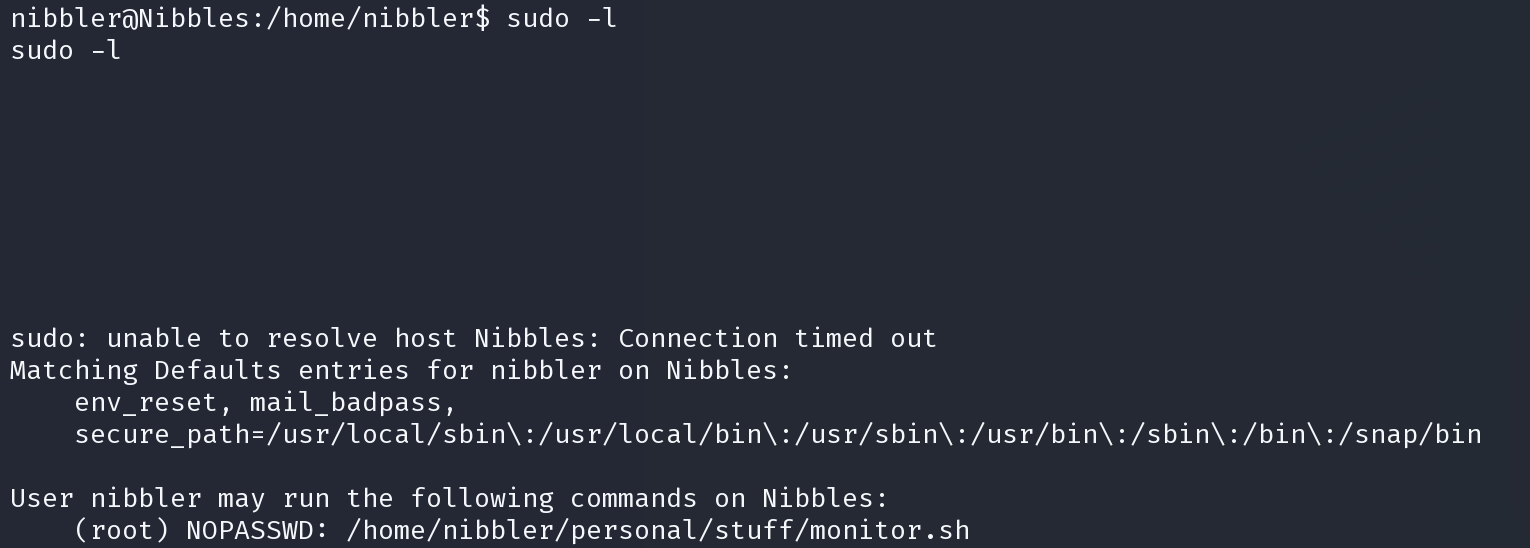 nibbler@Nibbles:/home/nibbler$ sudo -l
sudo -l
sudo: unable to resolve host Nibbles: Connection timed out
Matching Defaults entries for nibbler on Nibbles:
    env_reset, mail_badpass,
    secure_path=/usr/local/sbin\:/usr/local/bin\:/usr/sbin\:/usr/bin\:/sbin\:/bin\:/snap/bin
User nibbler may run the following commands on Nibbles:
    (root) NOPASSWD: /home/nibbler/personal/stuff/monitor.sh